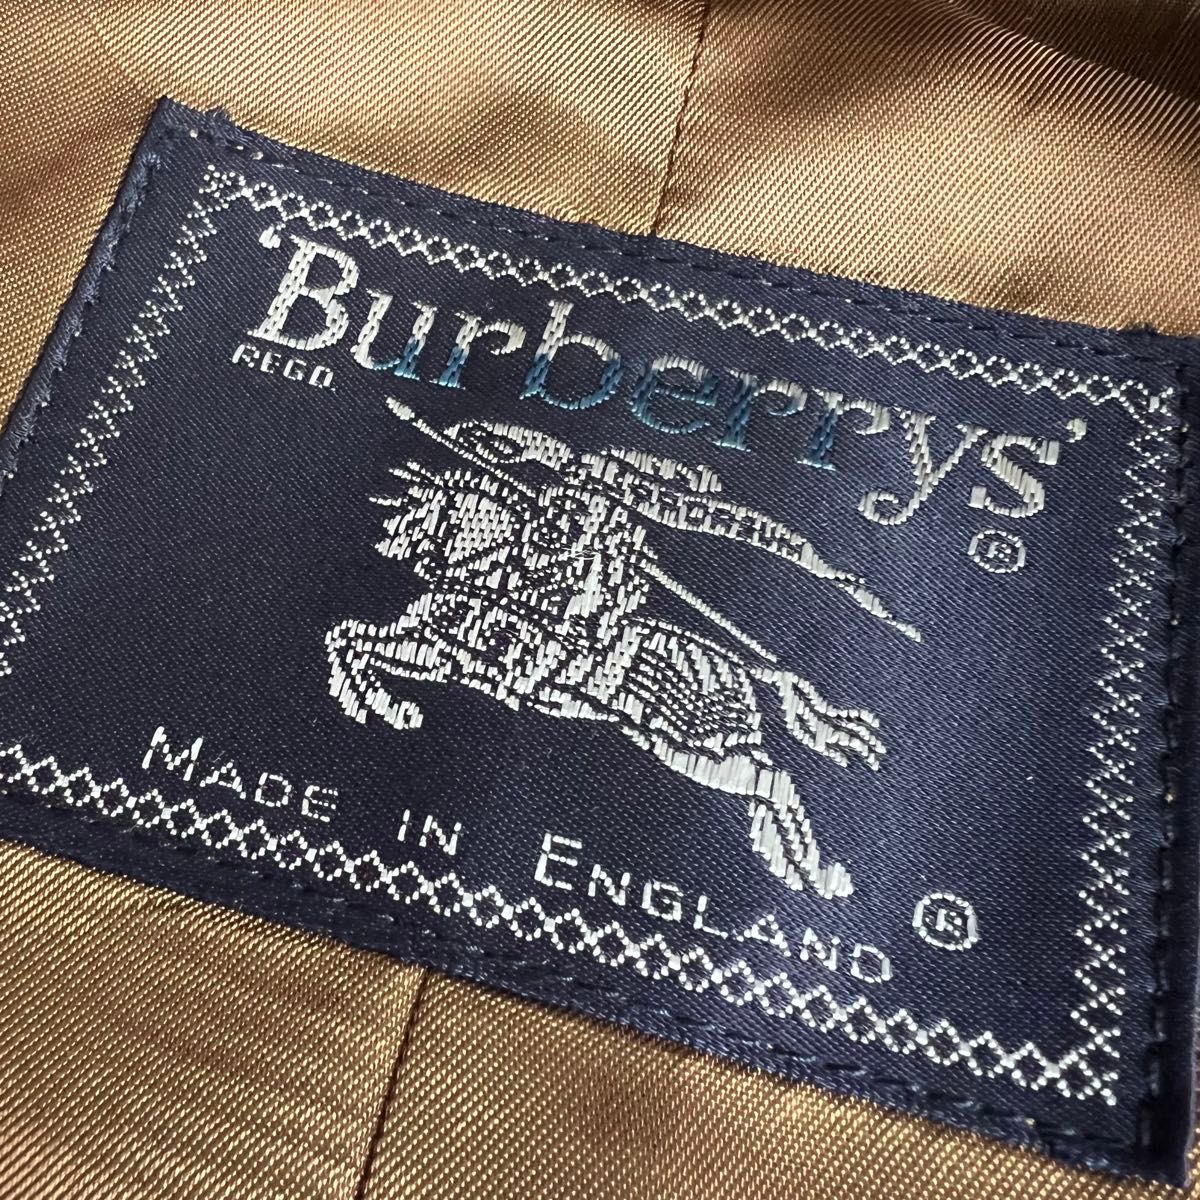 'Burberrys'
REGD.
®
MADE IN ENGLAND ®